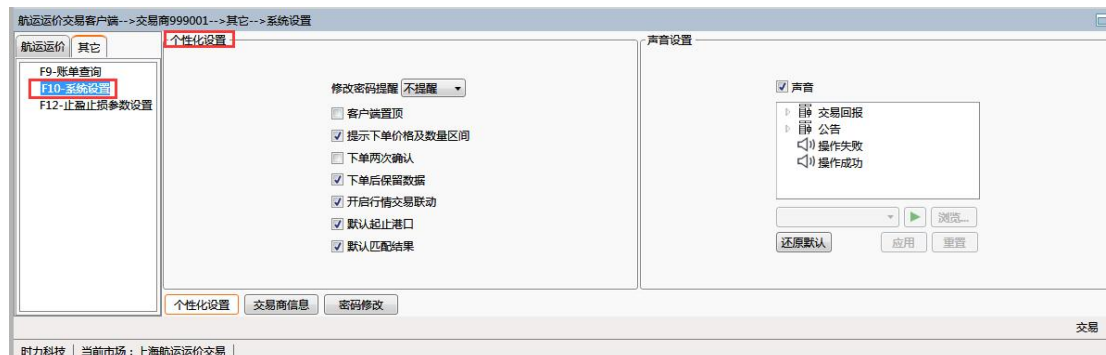 航运运价交易客户端-->交易商999001-->其它-->系统设置
航运运价 其它
F9-账单查询
F10-系统设置
F12-止盈止损参数设置
个性化设置
修改密码提醒 不提醒
客户端置顶
提示下单价格及数量区间
下单两次确认
下单后保留数据
开启行情交易联动
默认起止港口
默认匹配结果
声音设置
声音
交易回报
公告
操作失败
操作成功
浏览...
还原默认 应用 重置
个性化设置 交易商信息 密码修改
交易
时力科技 当前市场：上海航运运价交易